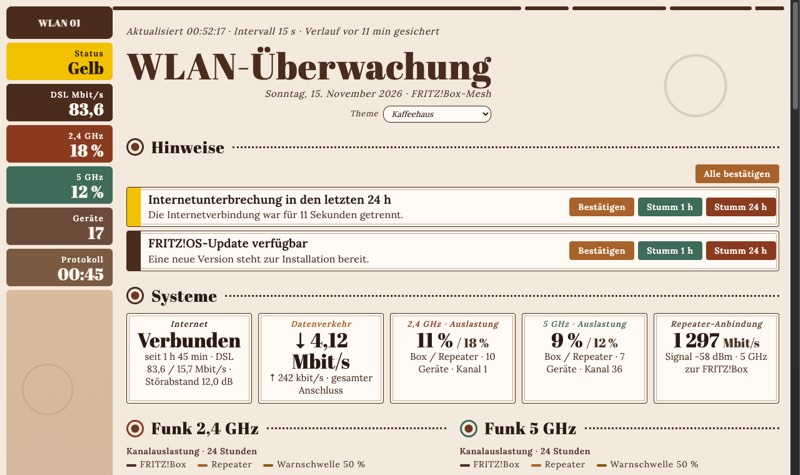 WLAN 01
Status
Gelb
DSL Mbit/s
83,6
2,4 GHz
18 %
5 GHz
12 %
Geräte
17
Protokoll
00:45
Aktualisiert 00:52:17 · Intervall 15 s · Verlauf vor 11 min gesichert
WLAN-Überwachung
Sonntag, 15. November 2026 · FRITZ!Box-Mesh
Theme Kaffeehaus
Hinweise
Alle bestätigen
Internetunterbrechung in den letzten 24 h
Die Internetverbindung war für 11 Sekunden getrennt.
Bestätigen Stumm 1 h Stumm 24 h
FRITZ!OS-Update verfügbar
Eine neue Version steht zur Installation bereit.
Bestätigen Stumm 1 h Stumm 24 h
Systeme
Internet
Verbunden
seit 1 h 45 min · DSL
83,6 / 15,7 Mbit/s ·
Störabstand 12,0 dB
Datenverkehr
↓ 4,12
Mbit/s
↑ 242 kbit/s · gesamter
Anschluss
2,4 GHz · Auslastung
11 % / 18 %
Box / Repeater · 10
Geräte · Kanal 1
5 GHz · Auslastung
9 % / 12 %
Box / Repeater · 7
Geräte · Kanal 36
Repeater-Anbindung
1 297 Mbit/s
Signal -58 dBm · 5 GHz
zur FRITZ!Box
Funk 2,4 GHz
Kanalauslastung · 24 Stunden
FRITZ!Box Repeater Warnschwelle 50 %
Funk 5 GHz
Kanalauslastung · 24 Stunden
FRITZ!Box Repeater Warnschwelle 50 %